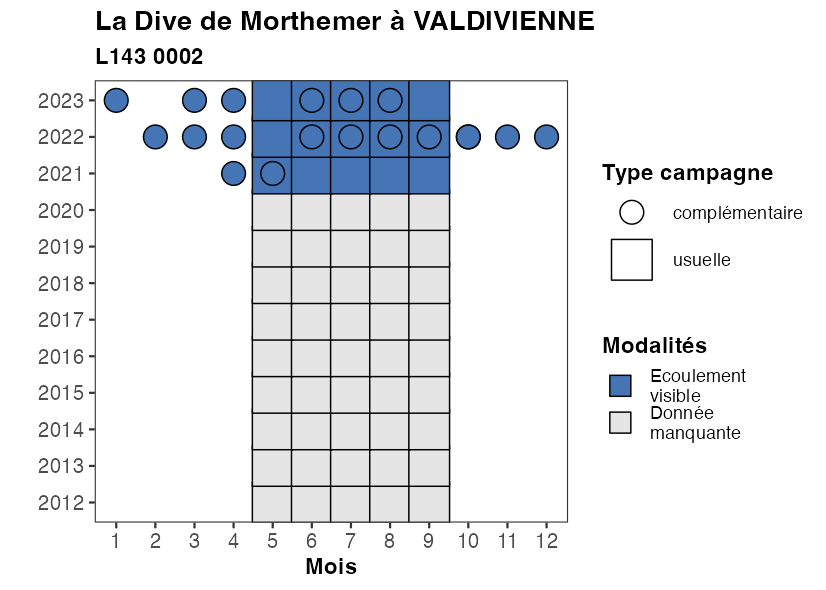 La Dive de Morthemer à VALDIVIENNE
L143 0002
2023
2022
2021
2020
2019
2018
2017
2016
2015
2014
2013
2012
1 2 3 4 5 6 7 8 9 10 11 12
Mois
Type campagne
complémentaire
usuelle
Modalités
Ecoulement
visible
Donnée
manquante